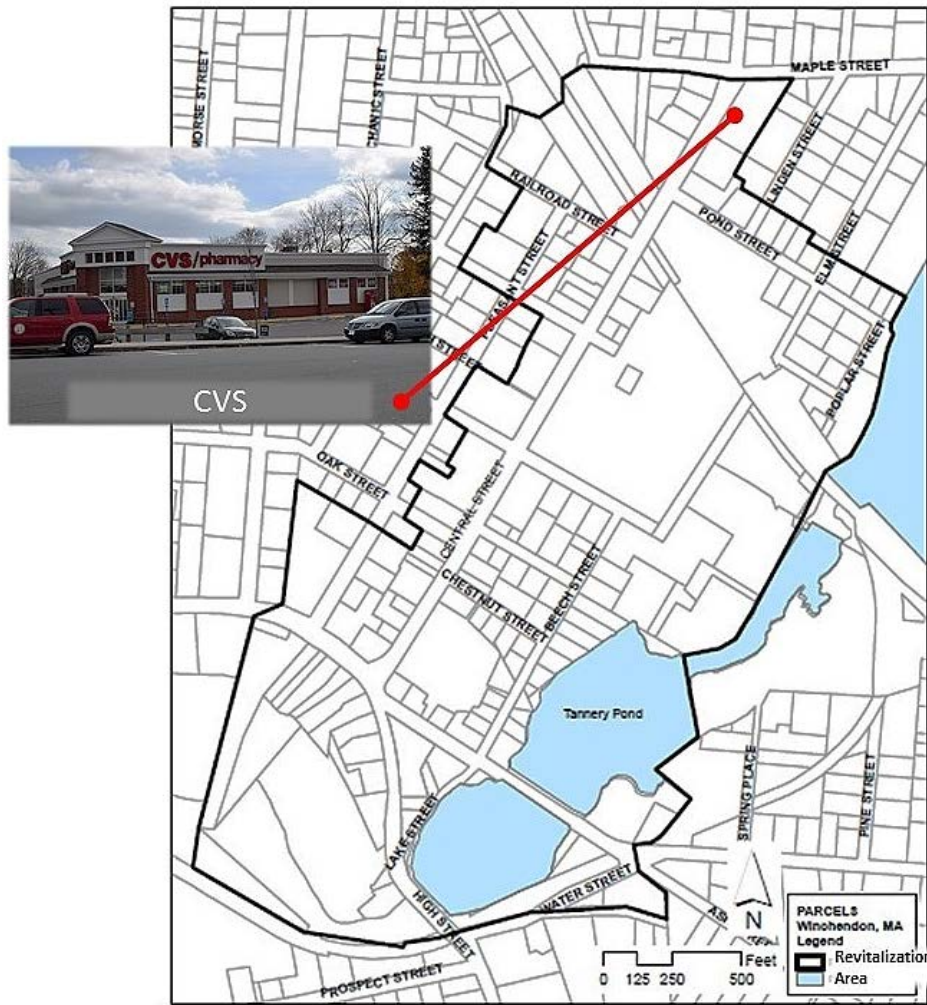 MAPLE STREET
MORSE STREET
CHANIC STREET
LINDEN STREET
RAILROAD STREET
POND STREET
ELM STREET
PLEASANT STREET
CVS/pharmacy
STREET
POPLAR STREET
CVS
OAK STREET
CENTRAL STREET
CHESTNUT STREET
BEECH STREET
Tannery Pond
SPRING PLACE
PINE STREET
LAKE STREET
WATER STREET
HIGH STREET
N
PARCELS
Winchendon, MA
Legend
Revitalization
Area
Feet
0 125 250 500
PROSPECT STREET